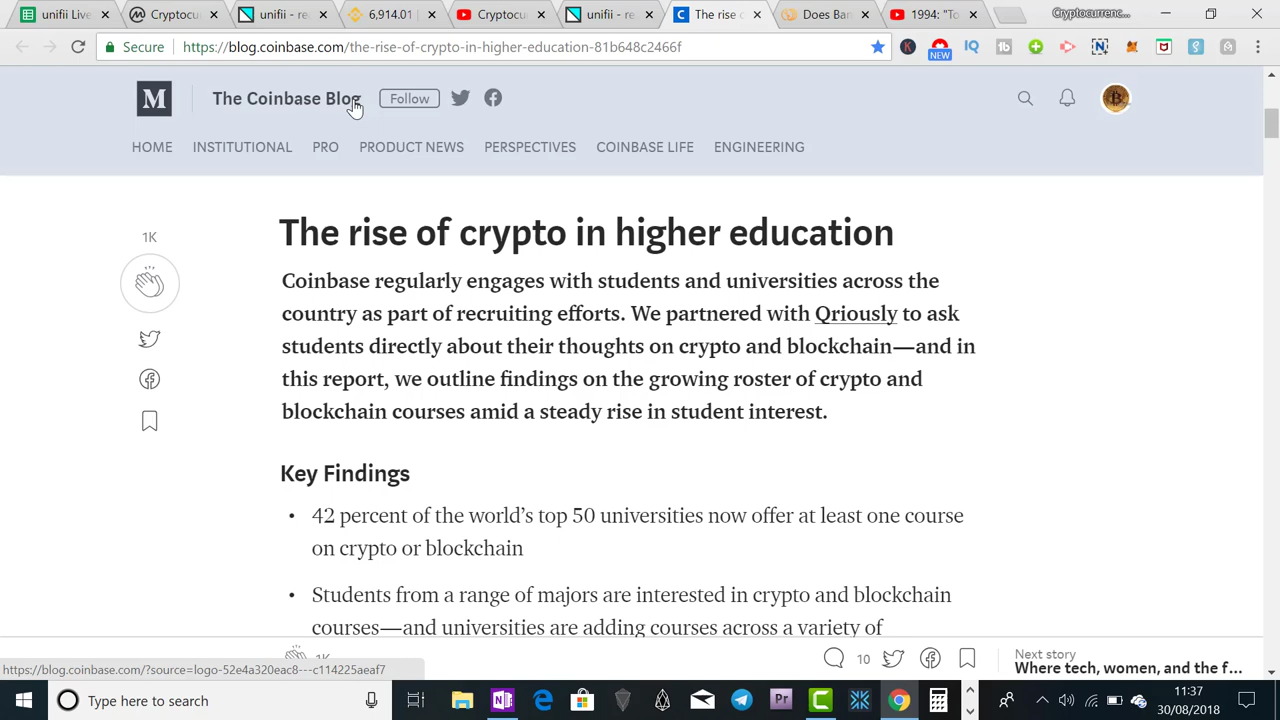 unifii Live
Cryptocu
unifii - re
6,914.01
Cryptocu
unifii - re
The rise o
Does Ban
1994: "To
Cryptocurrenc...
Secure
https://blog.coinbase.com/the-rise-of-crypto-in-higher-education-81b648c2466f
K
NEW
IQ
M
The Coinbase Blog
Follow
HOME INSTITUTIONAL PRO PRODUCT NEWS PERSPECTIVES COINBASE LIFE ENGINEERING
1K
The rise of crypto in higher education
Coinbase regularly engages with students and universities across the
country as part of recruiting efforts. We partnered with Qriously to ask
students directly about their thoughts on crypto and blockchain—and in
this report, we outline findings on the growing roster of crypto and
blockchain courses amid a steady rise in student interest.
Key Findings
• 42 percent of the world's top 50 universities now offer at least one course
on crypto or blockchain
• Students from a range of majors are interested in crypto and blockchain
courses—and universities are adding courses across a variety of
1K
10
Next story
Where tech, women, and the f...
https://blog.coinbase.com/?source=logo-52e4a320eac8---c114225aeaf7
Type here to search
11:37
30/08/2018